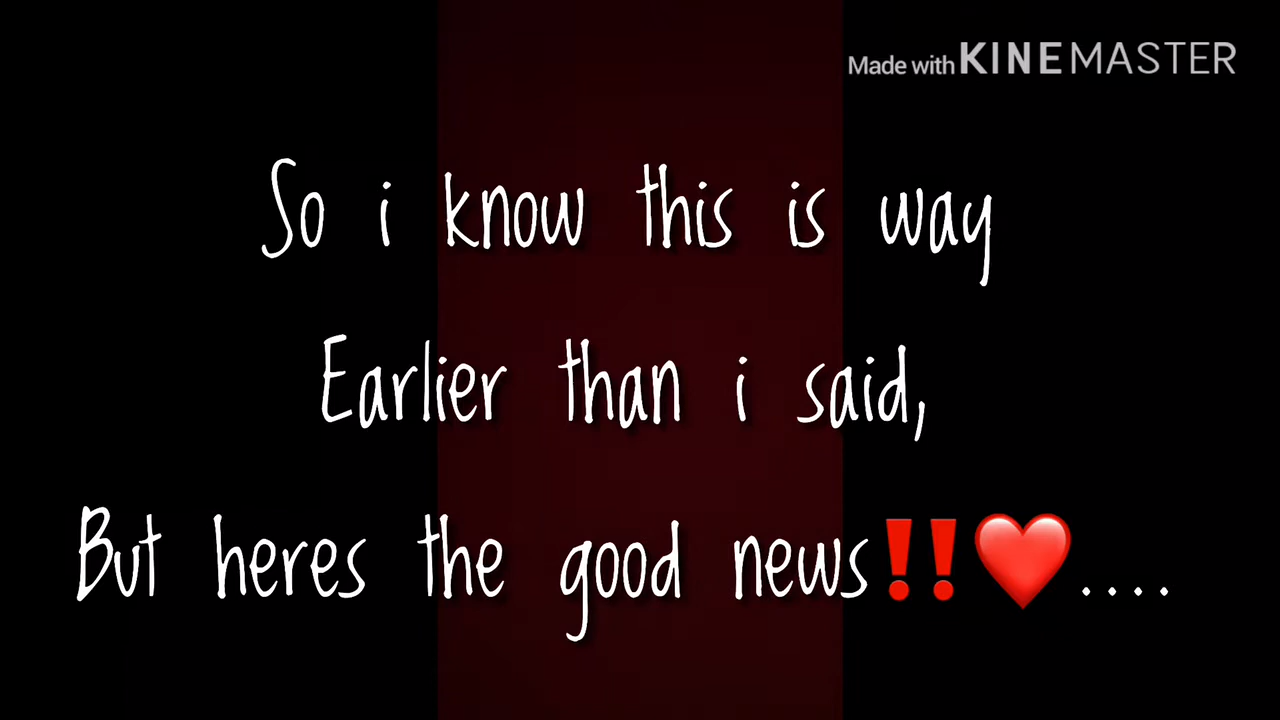 Made with KINEMASTER
So i know this is way
Earlier than i said,
But heres the good news‼️❤️....